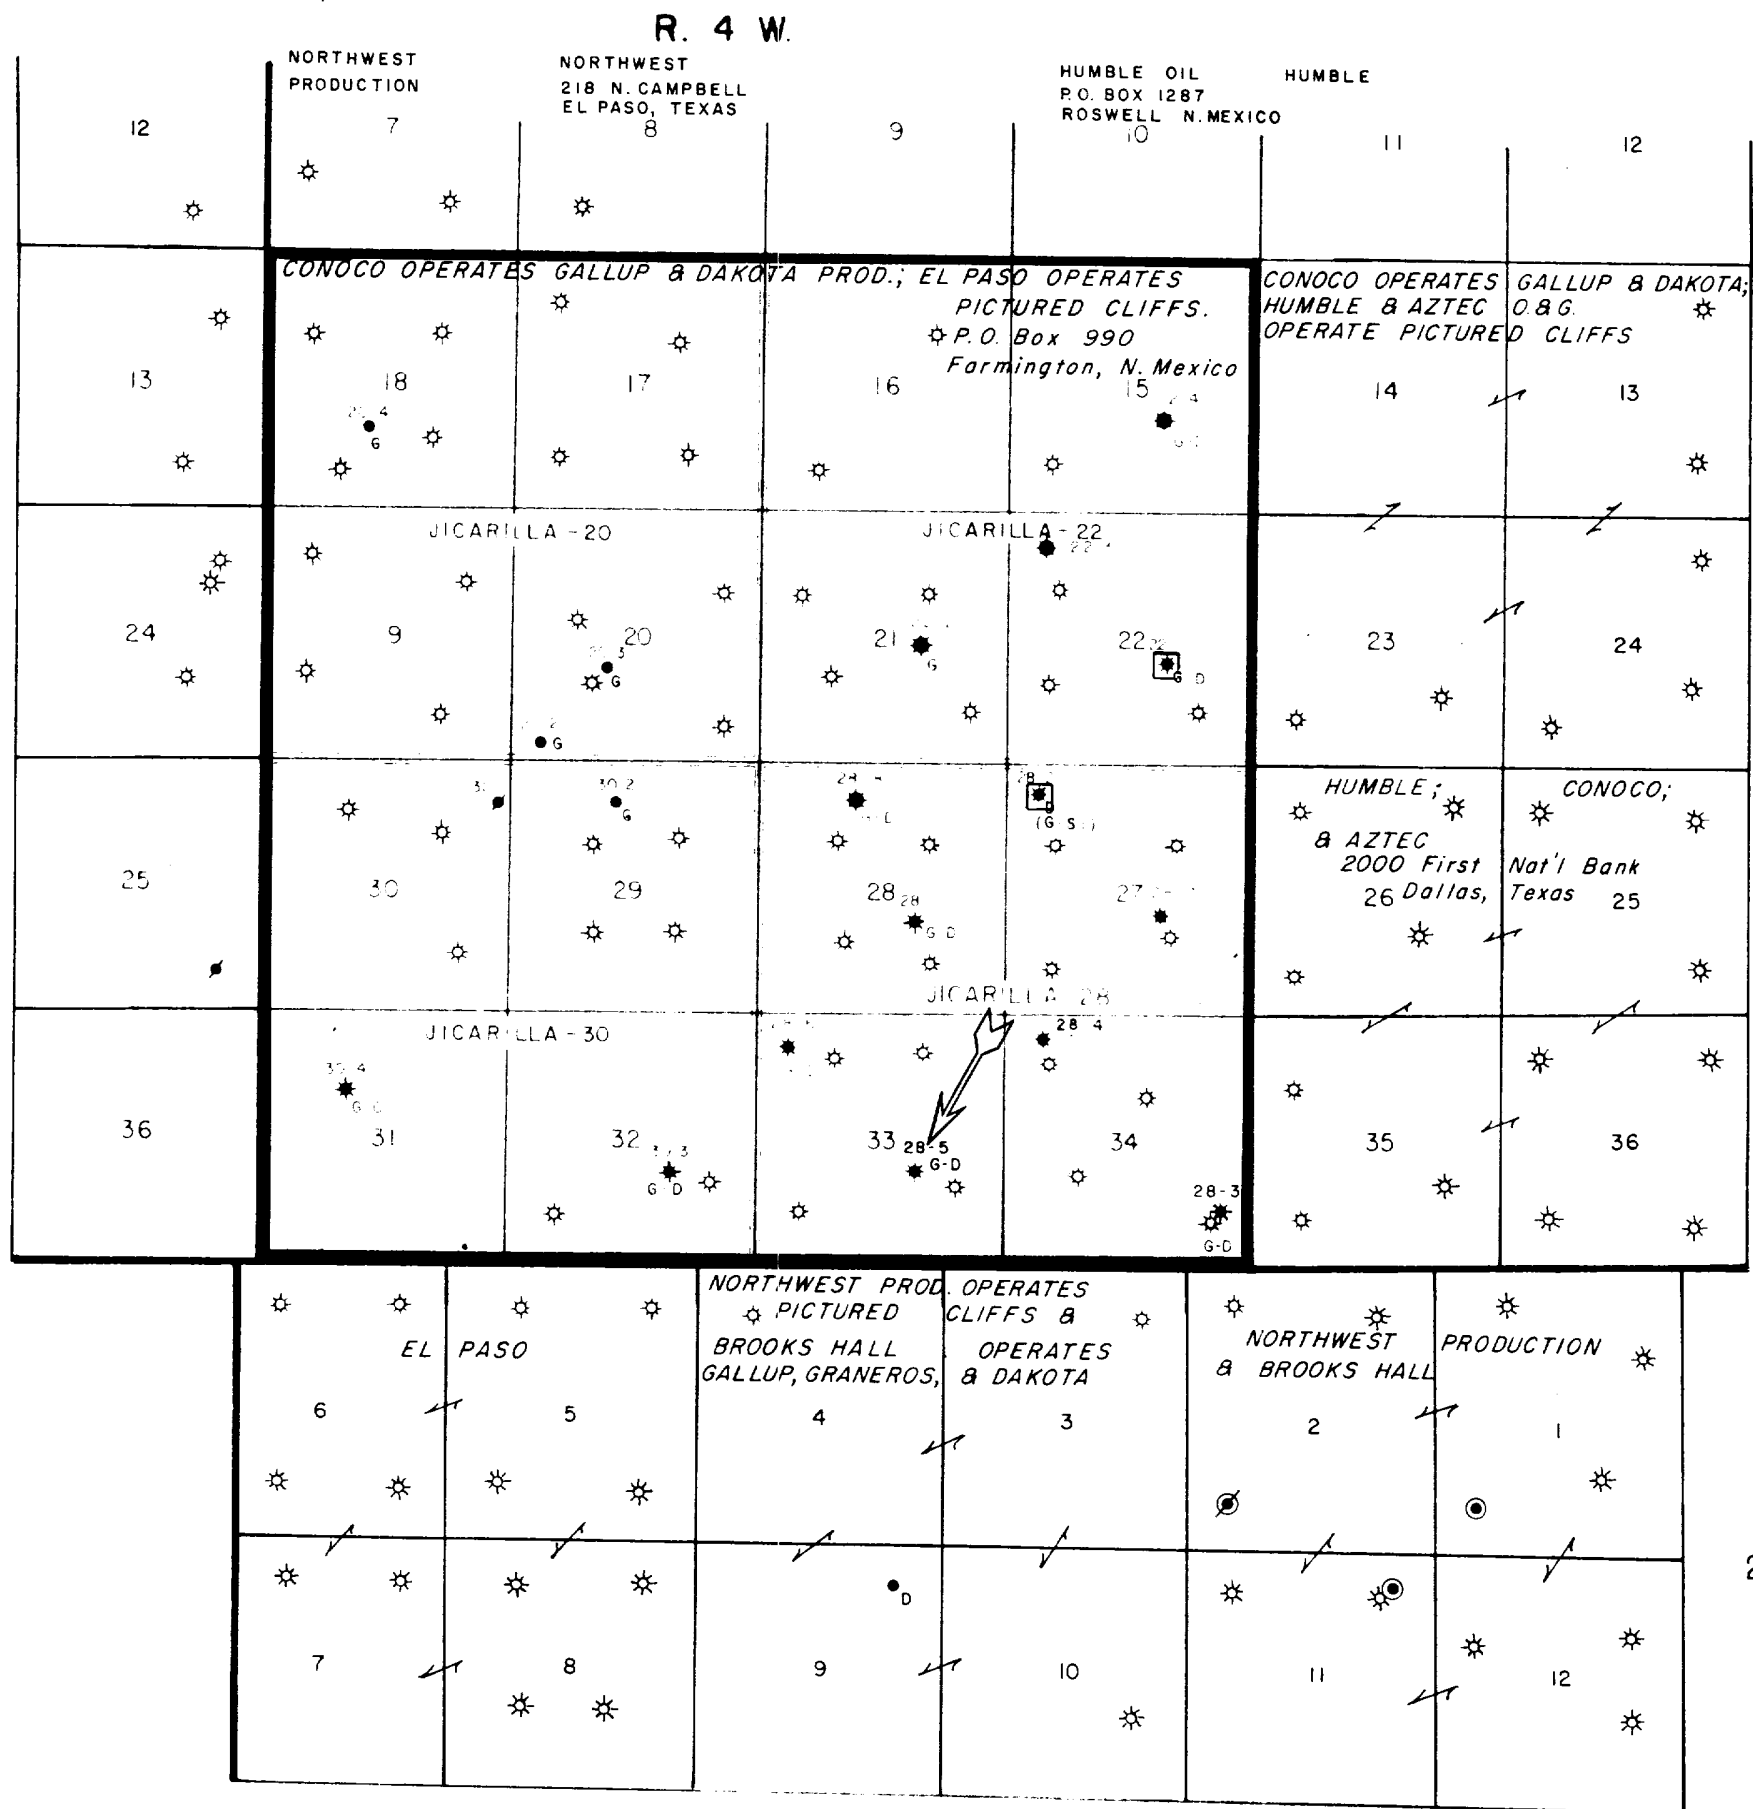 R. 4 W.
NORTHWEST
PRODUCTION
NORTHWEST
218 N. CAMPBELL
EL PASO, TEXAS
HUMBLE OIL
P.O. BOX 1287
ROSWELL N. MEXICO
HUMBLE
12
7
8
9
10
11
12
CONOCO OPERATES GALLUP & DAKOTA PROD.; EL PASO OPERATES
PICTURED CLIFFS.
P.O. Box 990
Farmington, N. Mexico
CONOCO OPERATES GALLUP & DAKOTA;
HUMBLE & AZTEC O.&G.
OPERATE PICTURED CLIFFS
13
18
17
16
15
14
13
G
JICARILLA-20
JICARILLA-22
24
9
20
21
22
23
24
G
G
G D
G
30-2
G
28
D
HUMBLE;
CONOCO;
& AZTEC
2000 First Nat'l Bank
Dallas, Texas
25
30
29
28
27
26
25
28
G D
JICARILLA 28
JICARILLA-30
28-4
36
31
32
33
34
35
36
G-D
28-5
G-D
28-3
G-D
NORTHWEST PROD. OPERATES
PICTURED CLIFFS &
BROOKS HALL OPERATES
GALLUP, GRANEROS, & DAKOTA
EL PASO
NORTHWEST PRODUCTION
& BROOKS HALL
6
5
4
3
2
1
D
7
8
9
10
11
12